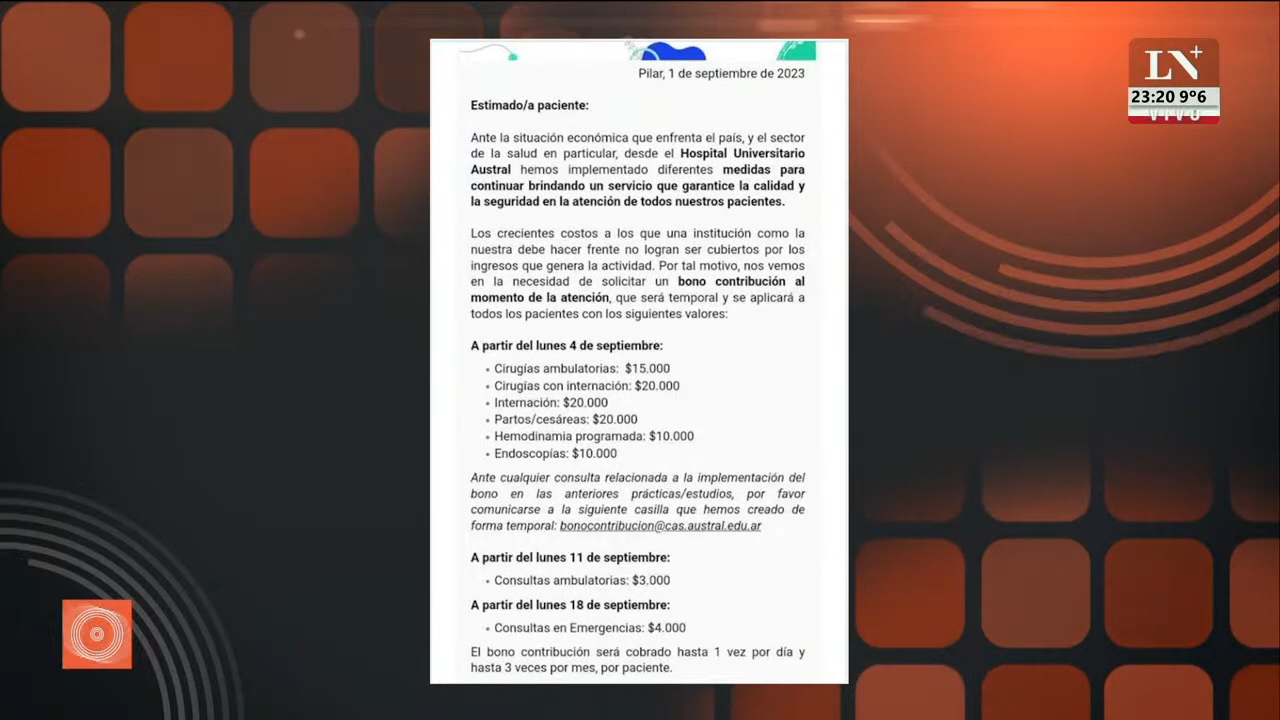 LN+
23:20 9°6
VIVO
Pilar, 1 de septiembre de 2023
Estimado/a paciente:
Ante la situación económica que enfrenta el país, y el sector
de la salud en particular, desde el Hospital Universitario
Austral hemos implementado diferentes medidas para
continuar brindando un servicio que garantice la calidad y
la seguridad en la atención de todos nuestros pacientes.
Los crecientes costos a los que una institución como la
nuestra debe hacer frente no logran ser cubiertos por los
ingresos que genera la actividad. Por tal motivo, nos vemos
en la necesidad de solicitar un bono contribución al
momento de la atención, que será temporal y se aplicará a
todos los pacientes con los siguientes valores:
A partir del lunes 4 de septiembre:
• Cirugías ambulatorias: $15.000
• Cirugías con internación: $20.000
• Internación: $20.000
• Partos/cesáreas: $20.000
• Hemodinamia programada: $10.000
• Endoscopías: $10.000
Ante cualquier consulta relacionada a la implementación del
bono en las anteriores prácticas/estudios, por favor
comunicarse a la siguiente casilla que hemos creado de
forma temporal: bonocontribucion@cas.austral.edu.ar
A partir del lunes 11 de septiembre:
• Consultas ambulatorias: $3.000
A partir del lunes 18 de septiembre:
• Consultas en Emergencias: $4.000
El bono contribución será cobrado hasta 1 vez por día y
hasta 3 veces por mes, por paciente.